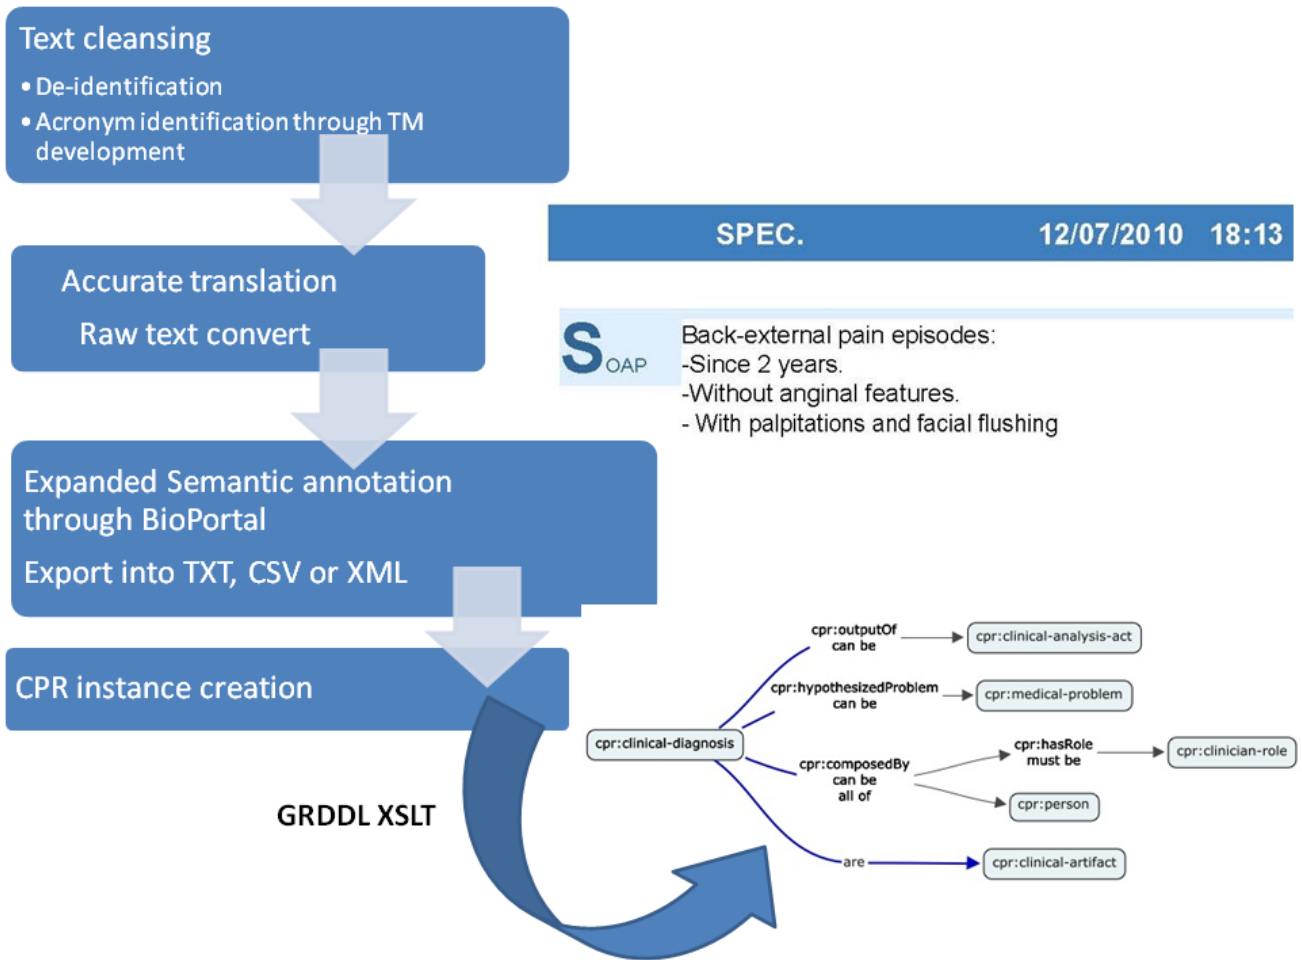 Text cleansing
• De-identification
• Acronym identification through TM
development
SPEC. 12/07/2010 18:13
Accurate translation
Raw text convert
SOAP
Back-external pain episodes:
-Since 2 years.
-Without anginal features.
- With palpitations and facial flushing
Expanded Semantic annotation
through BioPortal
Export into TXT, CSV or XML
CPR instance creation
GRDDL XSLT
cpr:clinical-diagnosis
cpr:outputOf
can be
cpr:clinical-analysis-act
cpr:hypothesizedProblem
can be
cpr:medical-problem
cpr:composedBy
can be
all of
cpr:hasRole
must be
cpr:clinician-role
cpr:person
are
cpr:clinical-artifact